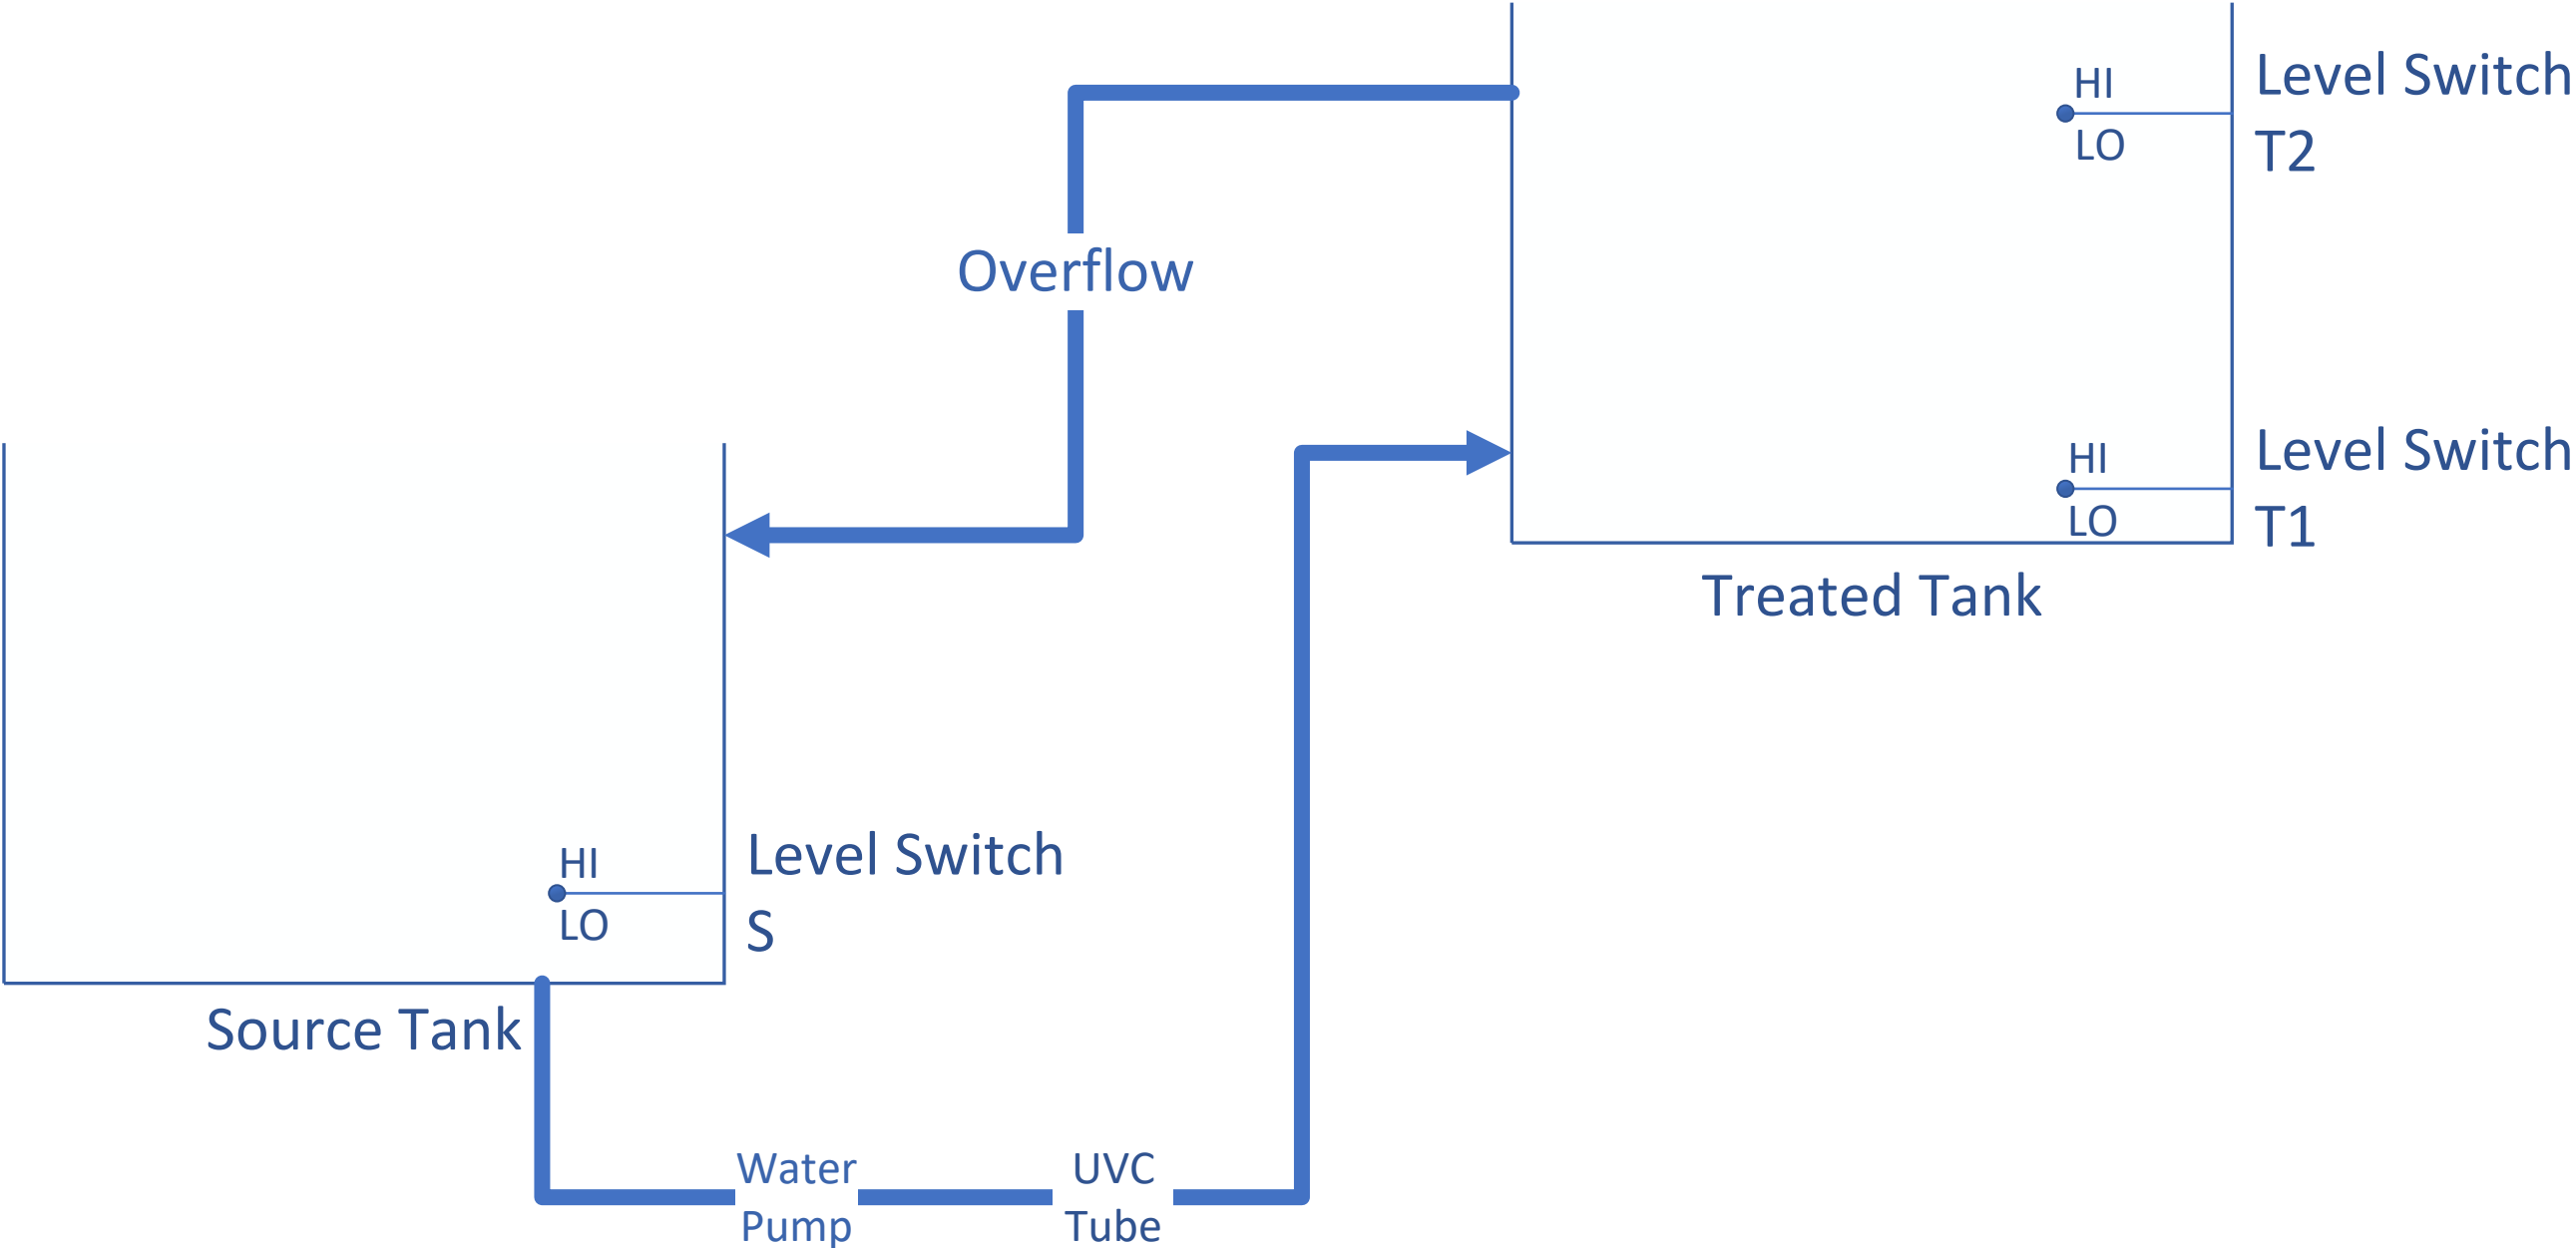 HI
LO
Level Switch
T2
Overflow
HI
LO
Level Switch
T1
Treated Tank
HI
LO
Level Switch
S
Source Tank
Water
Pump
UVC
Tube